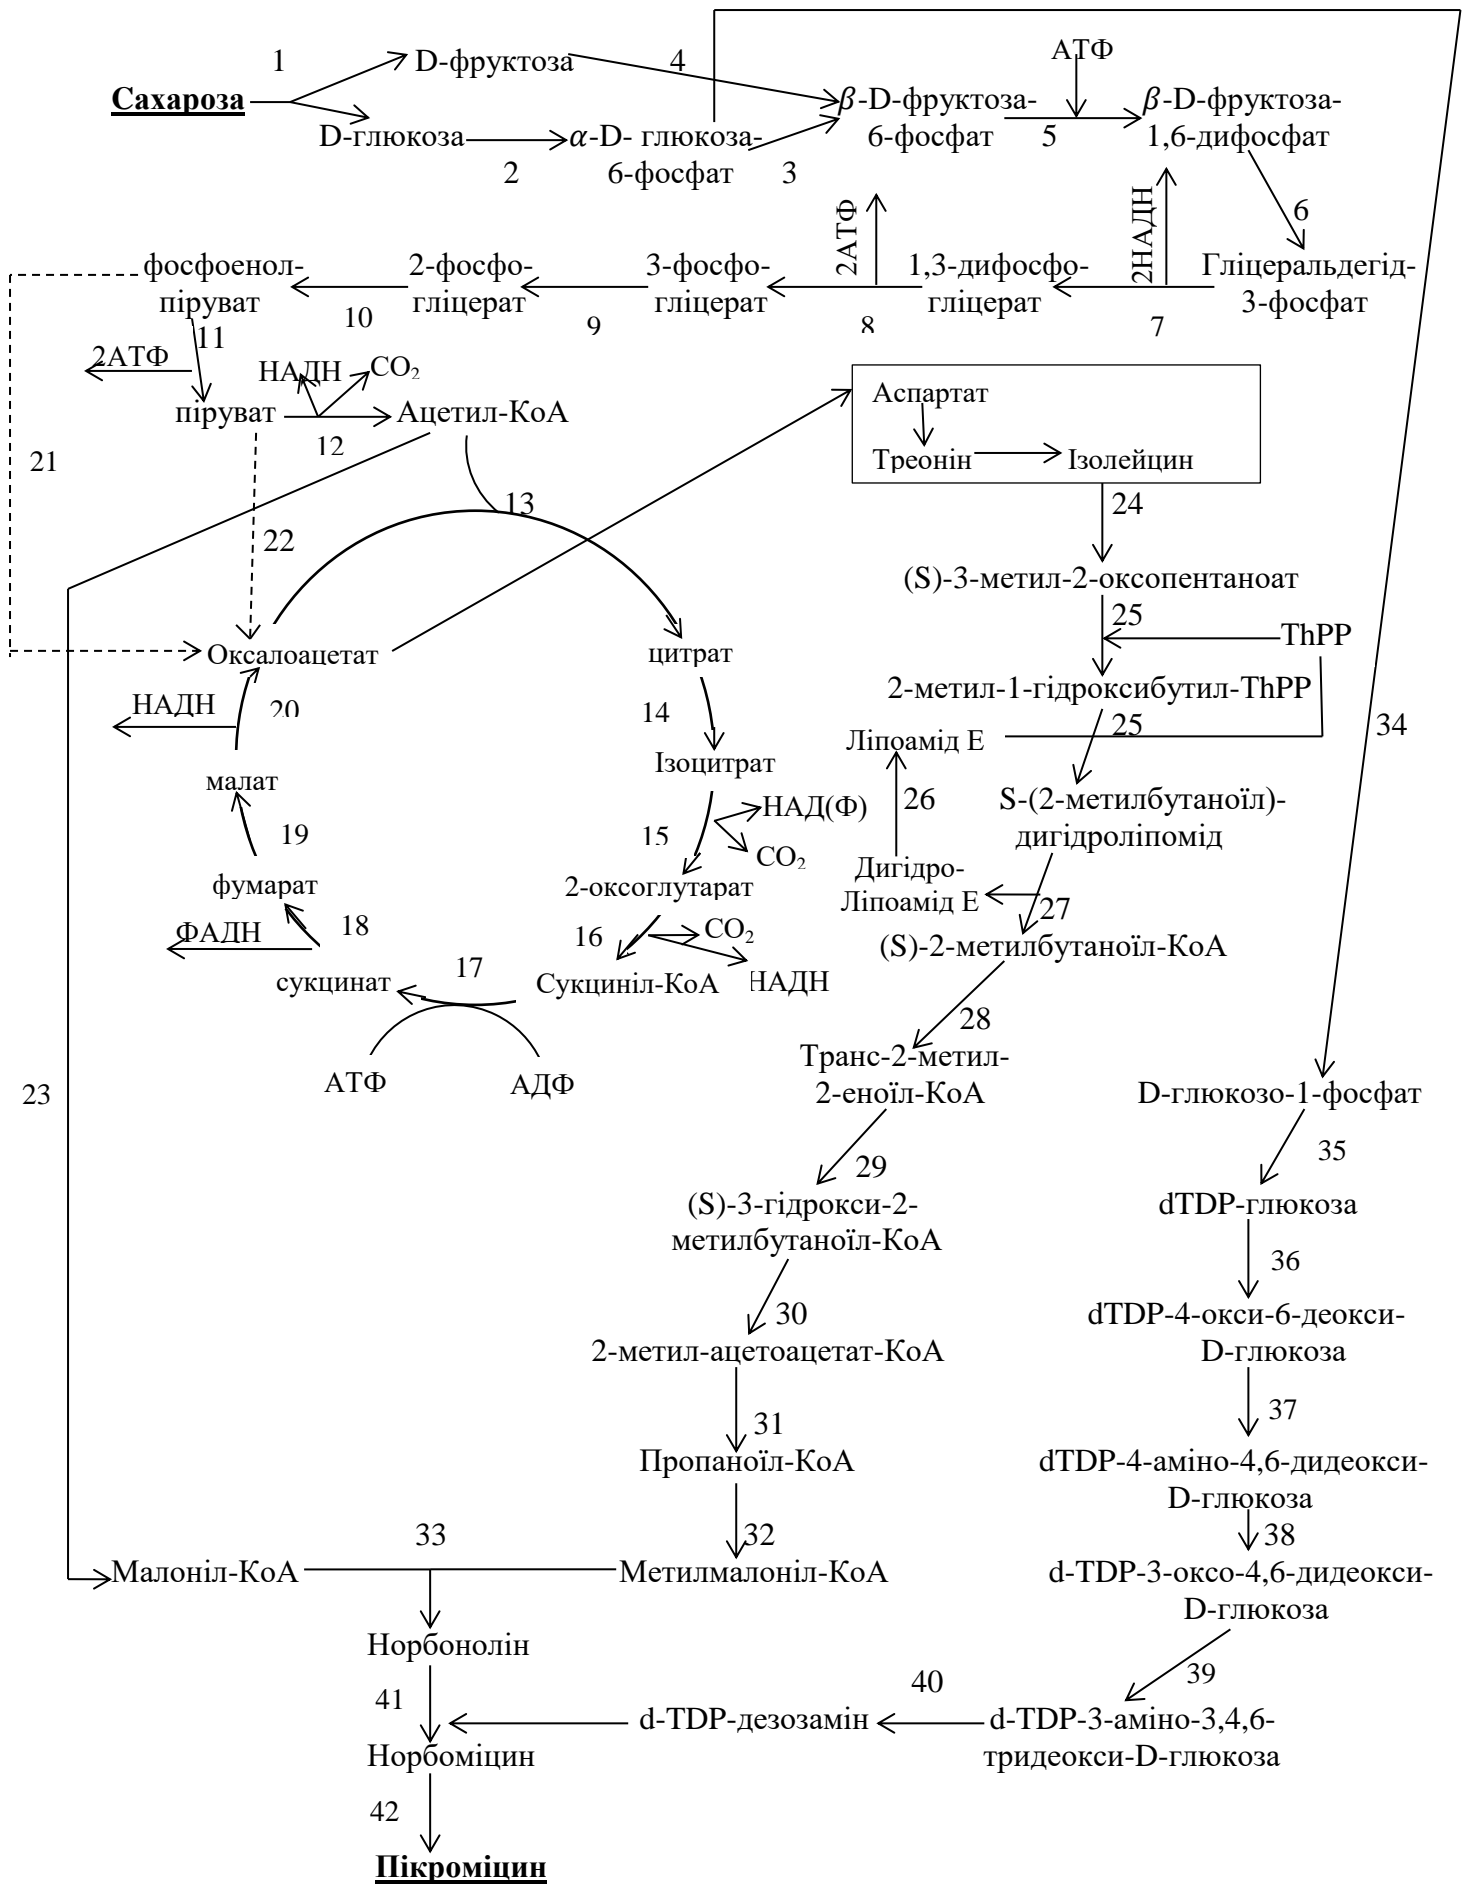 1
D-фруктоза
4
АТФ
Сахароза
β-D-фруктоза-
6-фосфат
5
β-D-фруктоза-
1,6-дифосфат
D-глюкоза
2
α-D- глюкоза-
6-фосфат
3
6
2АТФ
2НАДН
фосфоенол-
піруват
10
2-фосфо-
гліцерат
9
3-фосфо-
гліцерат
8
1,3-дифосфо-
гліцерат
7
Гліцеральдегід-
3-фосфат
11
2АТФ
НАДН
CO2
піруват
12
Ацетил-КоА
Аспартат
Треонін
Ізолейцин
21
13
24
22
(S)-3-метил-2-оксопентаноат
25
ThPP
Оксалоацетат
цитрат
2-метил-1-гідроксибутил-ThPP
НАДН
20
14
25
34
Ліпоамід Е
малат
Ізоцитрат
НАД(Ф)
26
S-(2-метилбутаноїл)-
дигідроліпомід
19
15
CO2
Дигідро-
Ліпоамід Е
27
фумарат
2-оксоглутарат
ФАДН
18
16
CO2
(S)-2-метилбутаноїл-КоА
17
сукцинат
Сукциніл-КоА
НАДН
28
АТФ
АДФ
Транс-2-метил-
2-еноїл-КоА
23
D-глюкозо-1-фосфат
29
35
(S)-3-гідрокси-2-
метилбутаноїл-КоА
dTDP-глюкоза
36
30
dTDP-4-окси-6-деокси-
D-глюкоза
2-метил-ацетоацетат-КоА
31
37
Пропаноїл-КоА
dTDP-4-аміно-4,6-дидеокси-
D-глюкоза
33
32
38
Малоніл-КоА
Метилмалоніл-КоА
d-TDP-3-оксо-4,6-дидеокси-
D-глюкоза
Норбонолін
39
41
40
d-TDP-дезозамін
d-TDP-3-аміно-3,4,6-
тридеокси-D-глюкоза
Норбоміцин
42
Пікроміцин